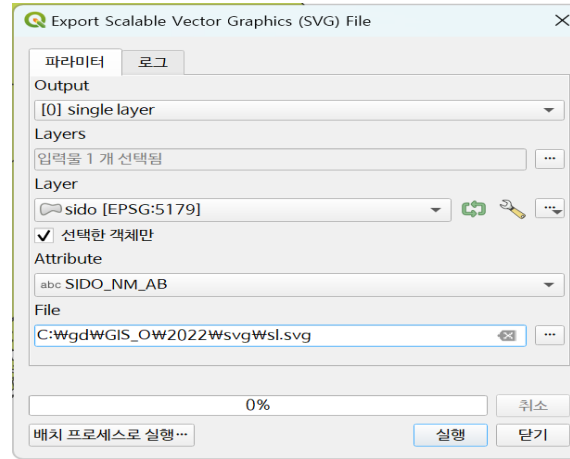 Export Scalable Vector Graphics (SVG) File
파라미터 로그
Output
[0] single layer
Layers
입력물 1 개 선택됨 ...
Layer
sido [EPSG:5179] ...
선택한 객체만
Attribute
abc SIDO_NM_AB
File
C:₩gd₩GIS_O₩2022₩svg₩sl.svg ...
0% 취소
배치 프로세스로 실행... 실행 닫기